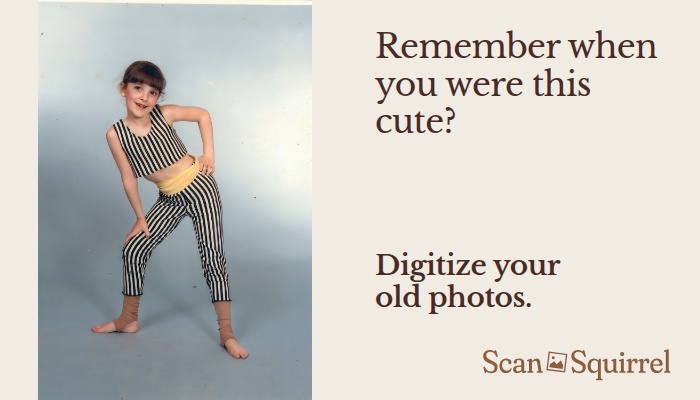 Remember when
you were this
cute?
Digitize your
old photos.
Scan Squirrel